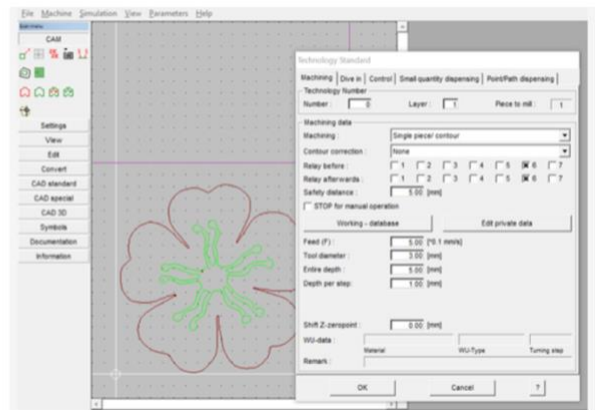 File Machine Simulation View Parameters Help
CAM
Settings
View
Edit
Convert
CAD standard
CAD special
CAD 3D
Symbols
Documentation
Information
Technology Standard
Machining Dive in Control Small quantity dispensing Point/Path dispensing
Technology Number
Number : 0 Layer : 1 Piece to mill : 1
Machining data
Machining : Single piece/ contour
Contour correction : None
Relay before : 1 2 3 4 5 6 7
Relay afterwards : 1 2 3 4 5 6 7
Safety distance : 5.00 [mm]
STOP for manual operation
Working - database Edit private data
Feed (F) : 5.00 [*0.1 mm/s]
Tool diameter : 3.00 [mm]
Entire depth : 5.00 [mm]
Depth per step: 1.00 [mm]
Shift Z-zeropoint : 0.00 [mm]
WU-data :
Material WU-Type Turning step
Remark :
OK Cancel ?